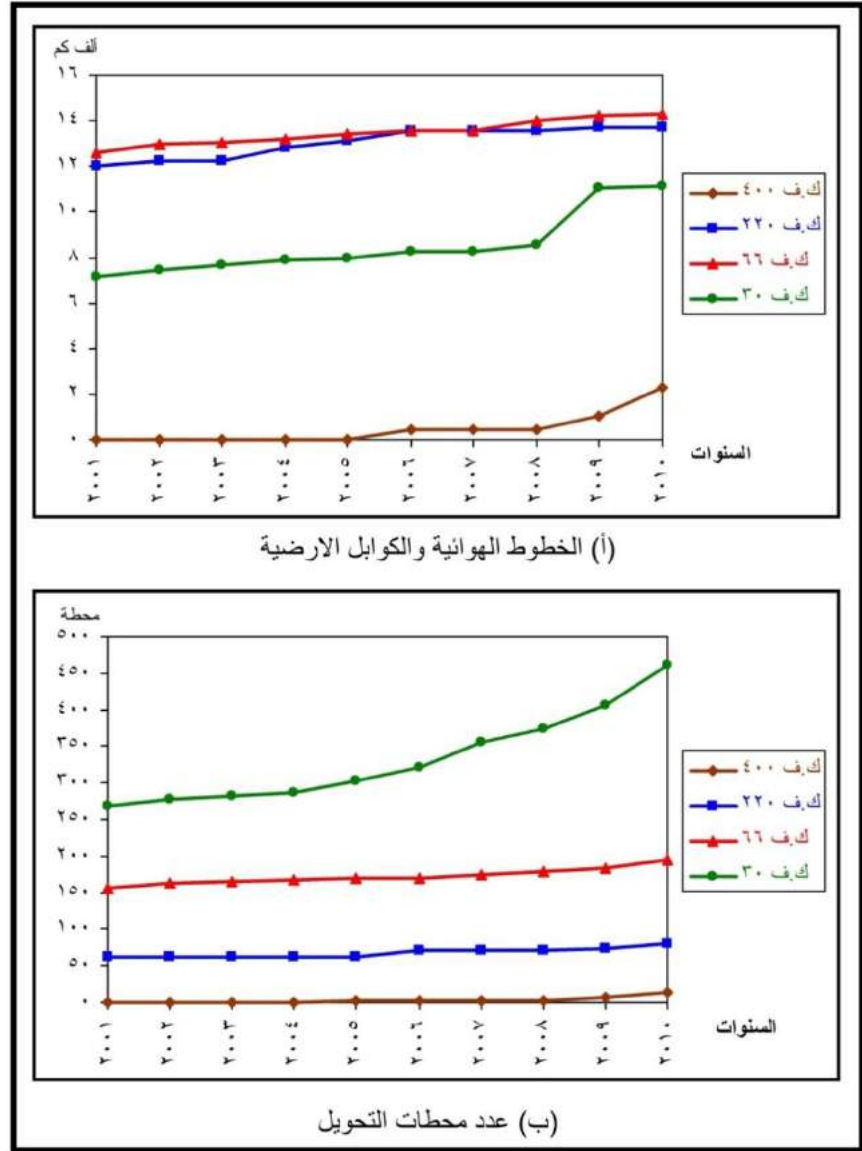 ألف كم
١٦
١٤
١٢
١٠
٨
٦
٤
٢
٠
٢٠٠١
٢٠٠٢
٢٠٠٣
٢٠٠٤
٢٠٠٥
٢٠٠٦
٢٠٠٧
٢٠٠٨
٢٠٠٩
٢٠١٠
السنوات
ك.ف ٤٠٠
ك.ف ٢٢٠
ك.ف ٦٦
ك.ف ٣٠
(أ) الخطوط الهوائية والكوابل الارضية
محطة
٥٠٠
٤٥٠
٤٠٠
٣٥٠
٣٠٠
٢٥٠
٢٠٠
١٥٠
١٠٠
٥٠
٠
٢٠٠١
٢٠٠٢
٢٠٠٣
٢٠٠٤
٢٠٠٥
٢٠٠٦
٢٠٠٧
٢٠٠٨
٢٠٠٩
٢٠١٠
السنوات
ك.ف ٤٠٠
ك.ف ٢٢٠
ك.ف ٦٦
ك.ف ٣٠
(ب) عدد محطات التحويل